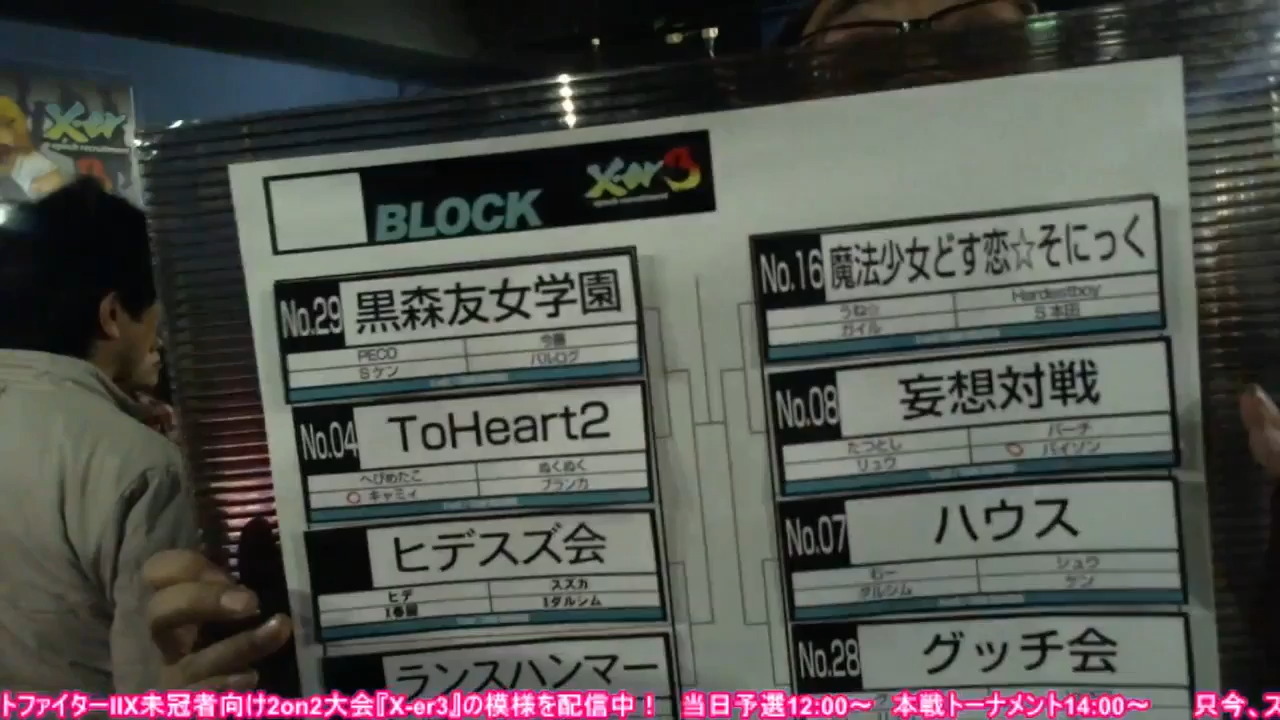 X-er
BLOCK
X-er3
No.29 黒森友女学園
PECO
Sケン
バルログ
No.04 ToHeart2
へびめたこ
ぬくぬく
キャミィ
ブランカ
ヒデスズ会
ヒデ
スズカ
Xダルシム
ランスハンマー
No.16 魔法少女どす恋☆そにっく
うね☆
Hardestboy
ガイル
S本田
No.08 妄想対戦
たつとし
バーチ
リュウ
バイソン
No.07 ハウス
むー
シュウ
ダルシム
ケン
No.28 グッチ会
トファイターIIX未冠者向け2on2大会『X-er3』の模様を配信中！ 当日予選12:00～ 本戦トーナメント14:00～ 只今、ス